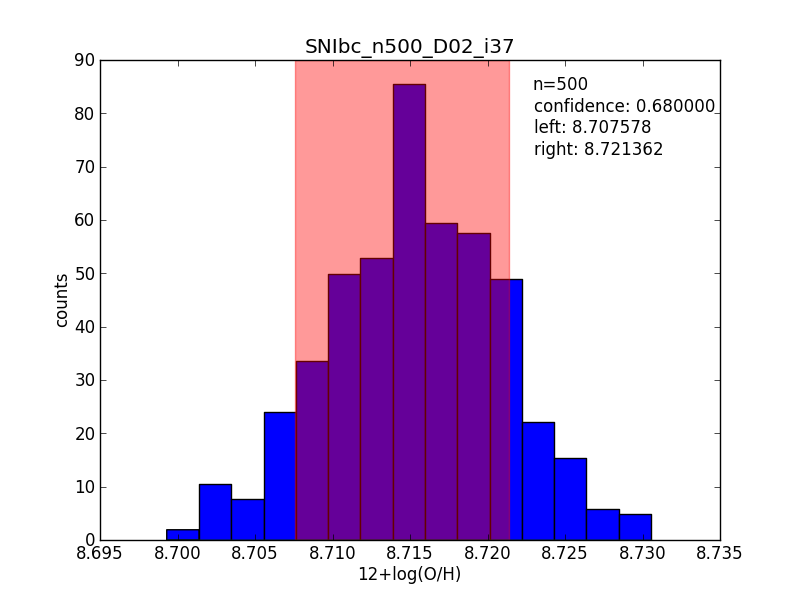 SNIbc_n500_D02_i37
n=500
confidence: 0.680000
left: 8.707578
right: 8.721362
90
80
70
60
50
40
30
20
10
0
counts
8.695 8.700 8.705 8.710 8.715 8.720 8.725 8.730 8.735
12+log(O/H)